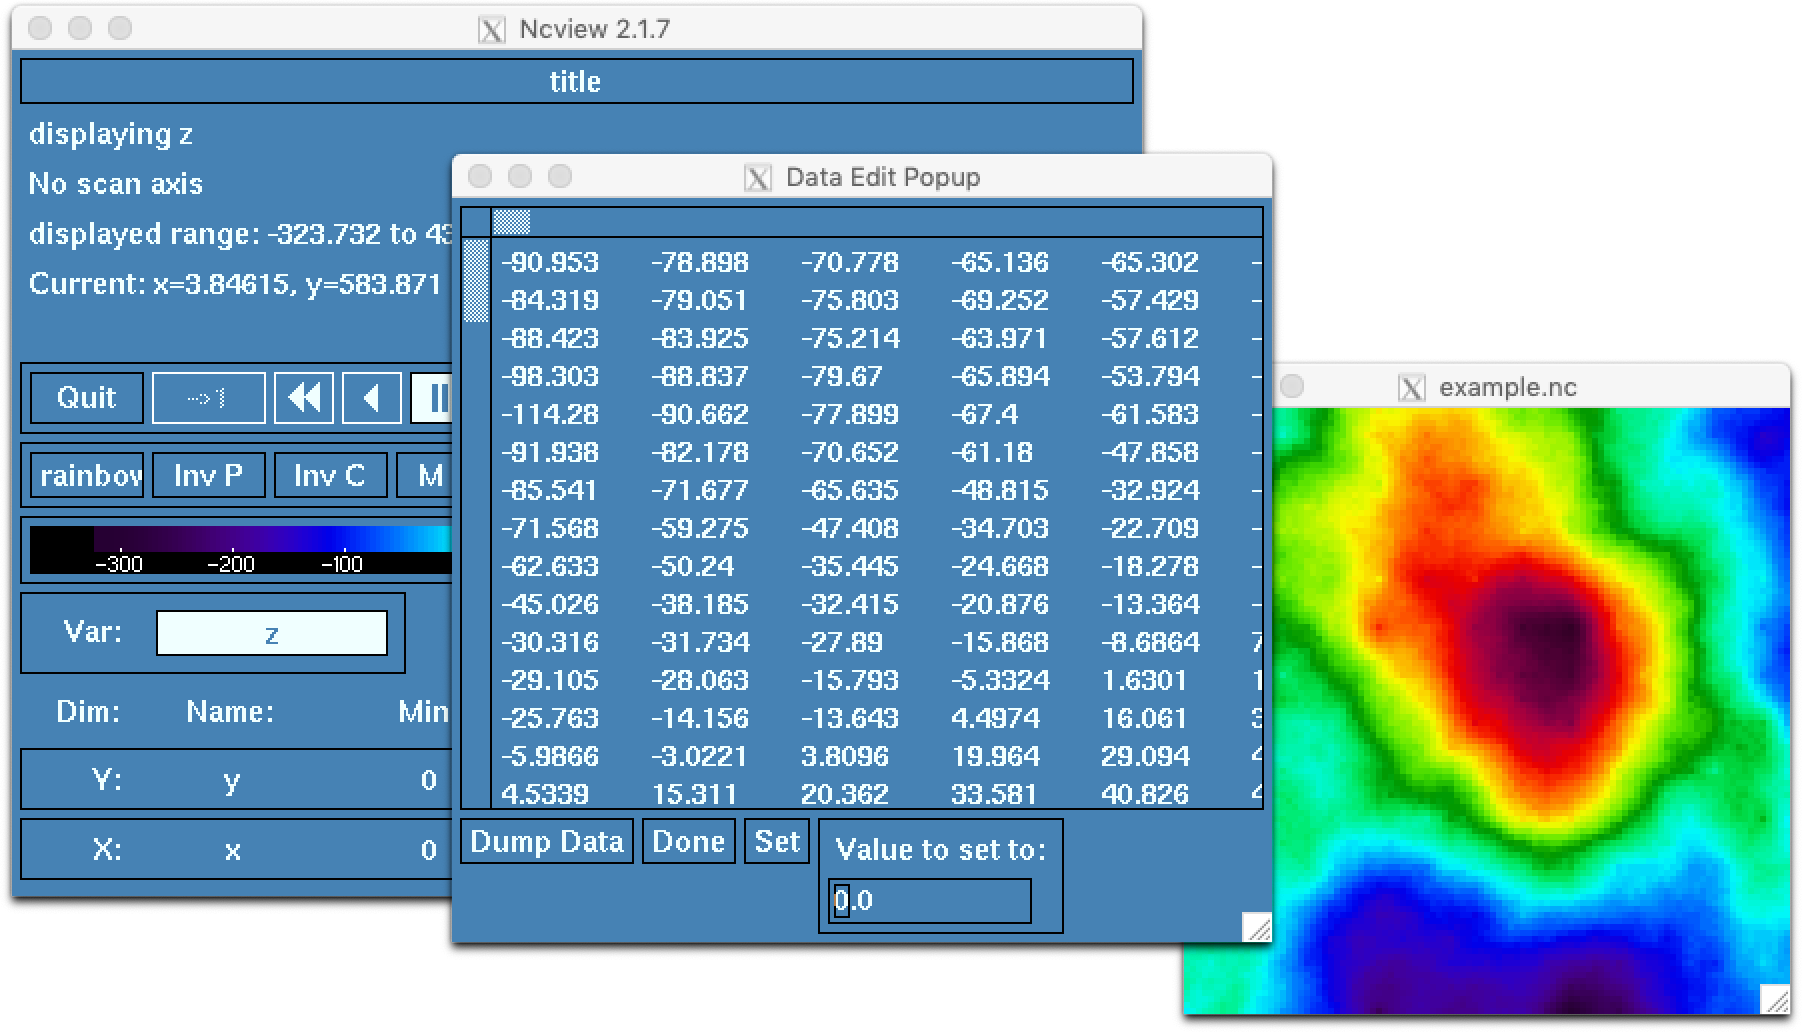 Ncview 2.1.7
title
displaying z
No scan axis
displayed range: -323.732 to 43
Current: x=3.84615, y=583.871
Quit
rainbow Inv P Inv C M
-300 -200 -100
Var: z
Dim: Name: Min
Y: y 0
X: x 0
Data Edit Popup
-90.953 -78.898 -70.778 -65.136 -65.302 -
-84.319 -79.051 -75.803 -69.252 -57.429 -
-88.423 -83.925 -75.214 -63.971 -57.612 -
-98.303 -88.837 -79.67 -65.894 -53.794 -
-114.28 -90.662 -77.899 -67.4 -61.583 -
-91.938 -82.178 -70.652 -61.18 -47.858 -
-85.541 -71.677 -65.635 -48.815 -32.924 -
-71.568 -59.275 -47.408 -34.703 -22.709 -
-62.633 -50.24 -35.445 -24.668 -18.278 -
-45.026 -38.185 -32.415 -20.876 -13.364 -
-30.316 -31.734 -27.89 -15.868 -8.6864 7
-29.105 -28.063 -15.793 -5.3324 1.6301 1
-25.763 -14.156 -13.643 4.4974 16.061 3
-5.9866 -3.0221 3.8096 19.964 29.094 4
4.5339 15.311 20.362 33.581 40.826 4
Dump Data Done Set Value to set to:
0.0
example.nc